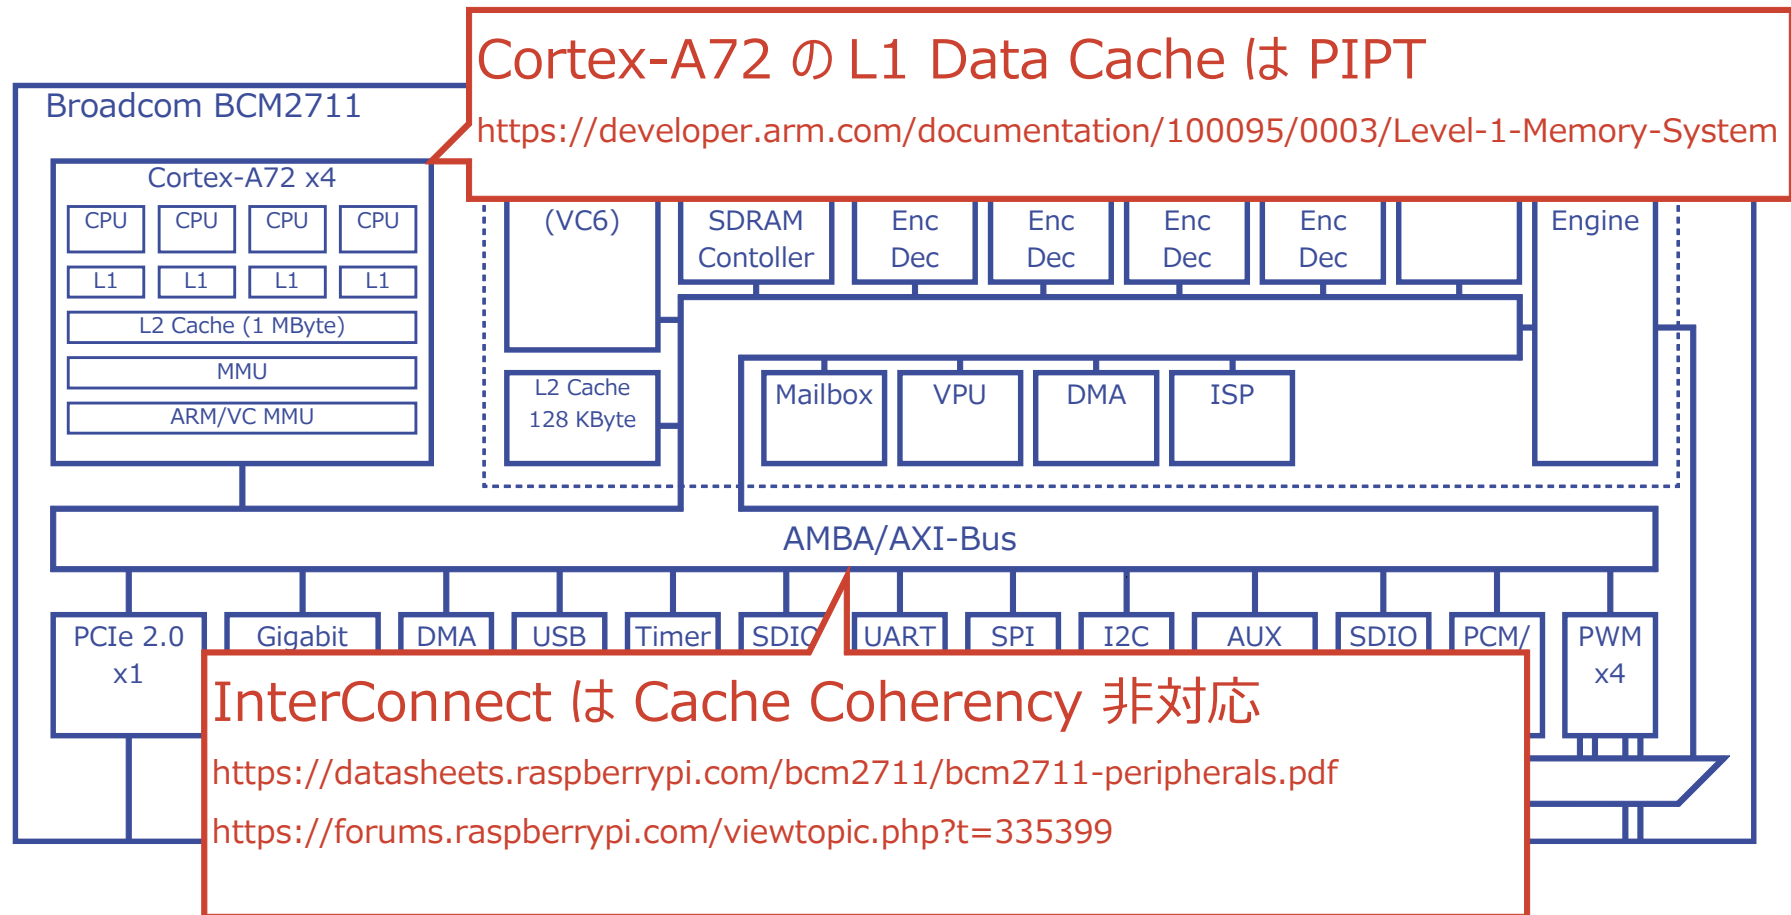 Cortex-A72 の L1 Data Cache は PIPT
https://developer.arm.com/documentation/100095/0003/Level-1-Memory-System
Broadcom BCM2711
Cortex-A72 x4
CPU CPU CPU CPU
L1 L1 L1 L1
L2 Cache (1 MByte)
MMU
ARM/VC MMU
(VC6)
SDRAM
Contoller
Enc
Dec
Enc
Dec
Enc
Dec
Enc
Dec
Engine
L2 Cache
128 KByte
Mailbox
VPU
DMA
ISP
AMBA/AXI-Bus
PCIe 2.0
x1
Gigabit
DMA
USB
Timer
SDIO
UART
SPI
I2C
AUX
SDIO
PCM/
PWM
x4
InterConnect は Cache Coherency 非対応
https://datasheets.raspberrypi.com/bcm2711/bcm2711-peripherals.pdf
https://forums.raspberrypi.com/viewtopic.php?t=335399